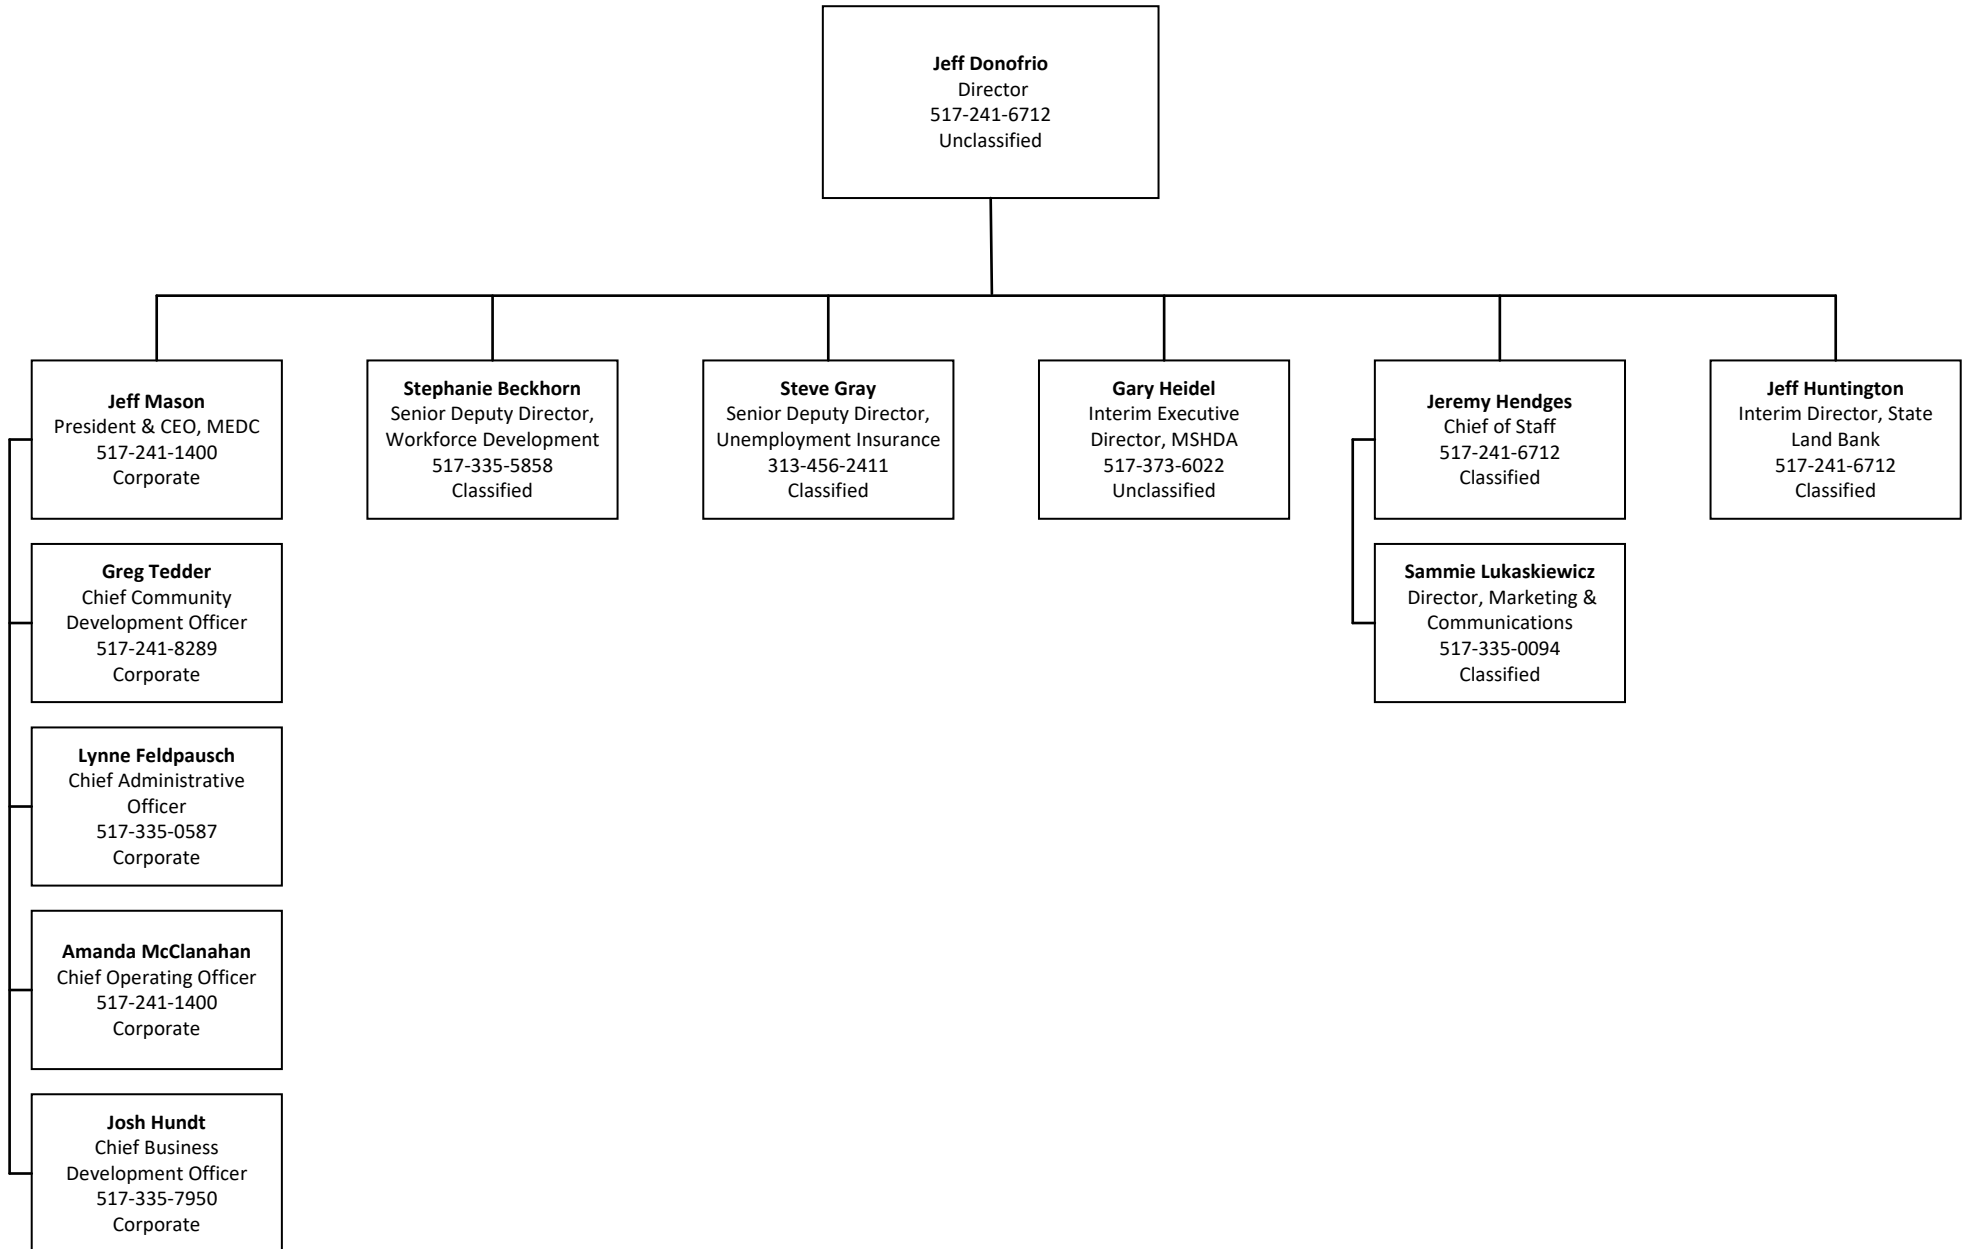 Jeff Donofrio
Director
517-241-6712
Unclassified
Jeff Mason
President & CEO, MEDC
517-241-1400
Corporate
Stephanie Beckhorn
Senior Deputy Director,
Workforce Development
517-335-5858
Classified
Steve Gray
Senior Deputy Director,
Unemployment Insurance
313-456-2411
Classified
Gary Heidel
Interim Executive
Director, MSHDA
517-373-6022
Unclassified
Jeremy Hendges
Chief of Staff
517-241-6712
Classified
Jeff Huntington
Interim Director, State
Land Bank
517-241-6712
Classified
Greg Tedder
Chief Community
Development Officer
517-241-8289
Corporate
Sammie Lukaskiewicz
Director, Marketing &
Communications
517-335-0094
Classified
Lynne Feldpausch
Chief Administrative
Officer
517-335-0587
Corporate
Amanda McClanahan
Chief Operating Officer
517-241-1400
Corporate
Josh Hundt
Chief Business
Development Officer
517-335-7950
Corporate